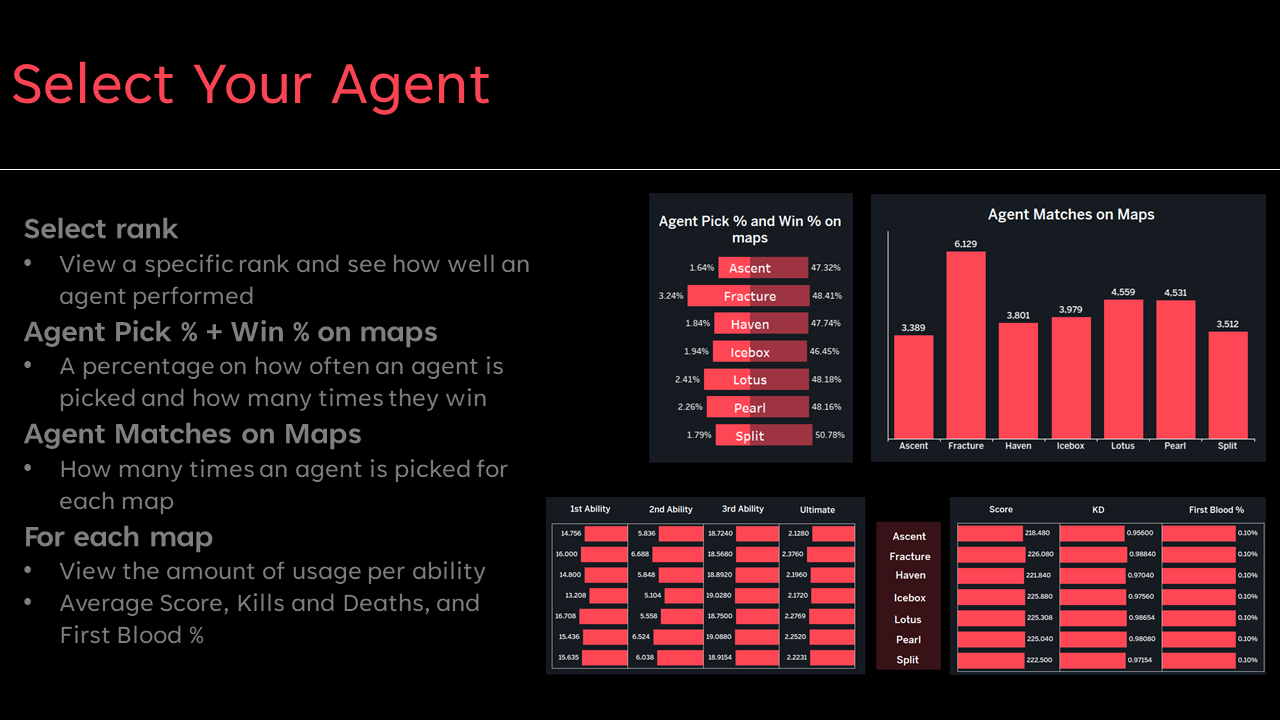 Select Your Agent
Select rank
• View a specific rank and see how well an
agent performed
Agent Pick % + Win % on maps
• A percentage on how often an agent is
picked and how many times they win
Agent Matches on Maps
• How many times an agent is picked for
each map
For each map
• View the amount of usage per ability
• Average Score, Kills and Deaths, and
First Blood %
Agent Pick % and Win % on
maps
1.64% Ascent 47.32%
3.24% Fracture 48.41%
1.84% Haven 47.74%
1.94% Icebox 46.45%
2.41% Lotus 48.18%
2.26% Pearl 48.16%
1.79% Split 50.78%
Agent Matches on Maps
3,389 6,129 3,801 3,979 4,559 4,531 3,512
Ascent Fracture Haven Icebox Lotus Pearl Split
1st Ability 2nd Ability 3rd Ability Ultimate
14.756 5.836 18.7240 2.1280
16.000 6.688 18.5680 2.3760
14.800 5.848 18.8920 2.1960
13.208 5.104 19.0280 2.1720
16.708 5.558 18.7500 2.2769
15.436 6.524 19.0880 2.2520
15.635 6.038 18.9154 2.2231
Ascent
Fracture
Haven
Icebox
Lotus
Pearl
Split
Score KD First Blood %
218.480 0.95600 0.10%
226.080 0.98840 0.10%
221.840 0.97040 0.10%
225.880 0.97560 0.10%
225.308 0.98654 0.10%
225.040 0.98080 0.10%
222.500 0.97154 0.10%